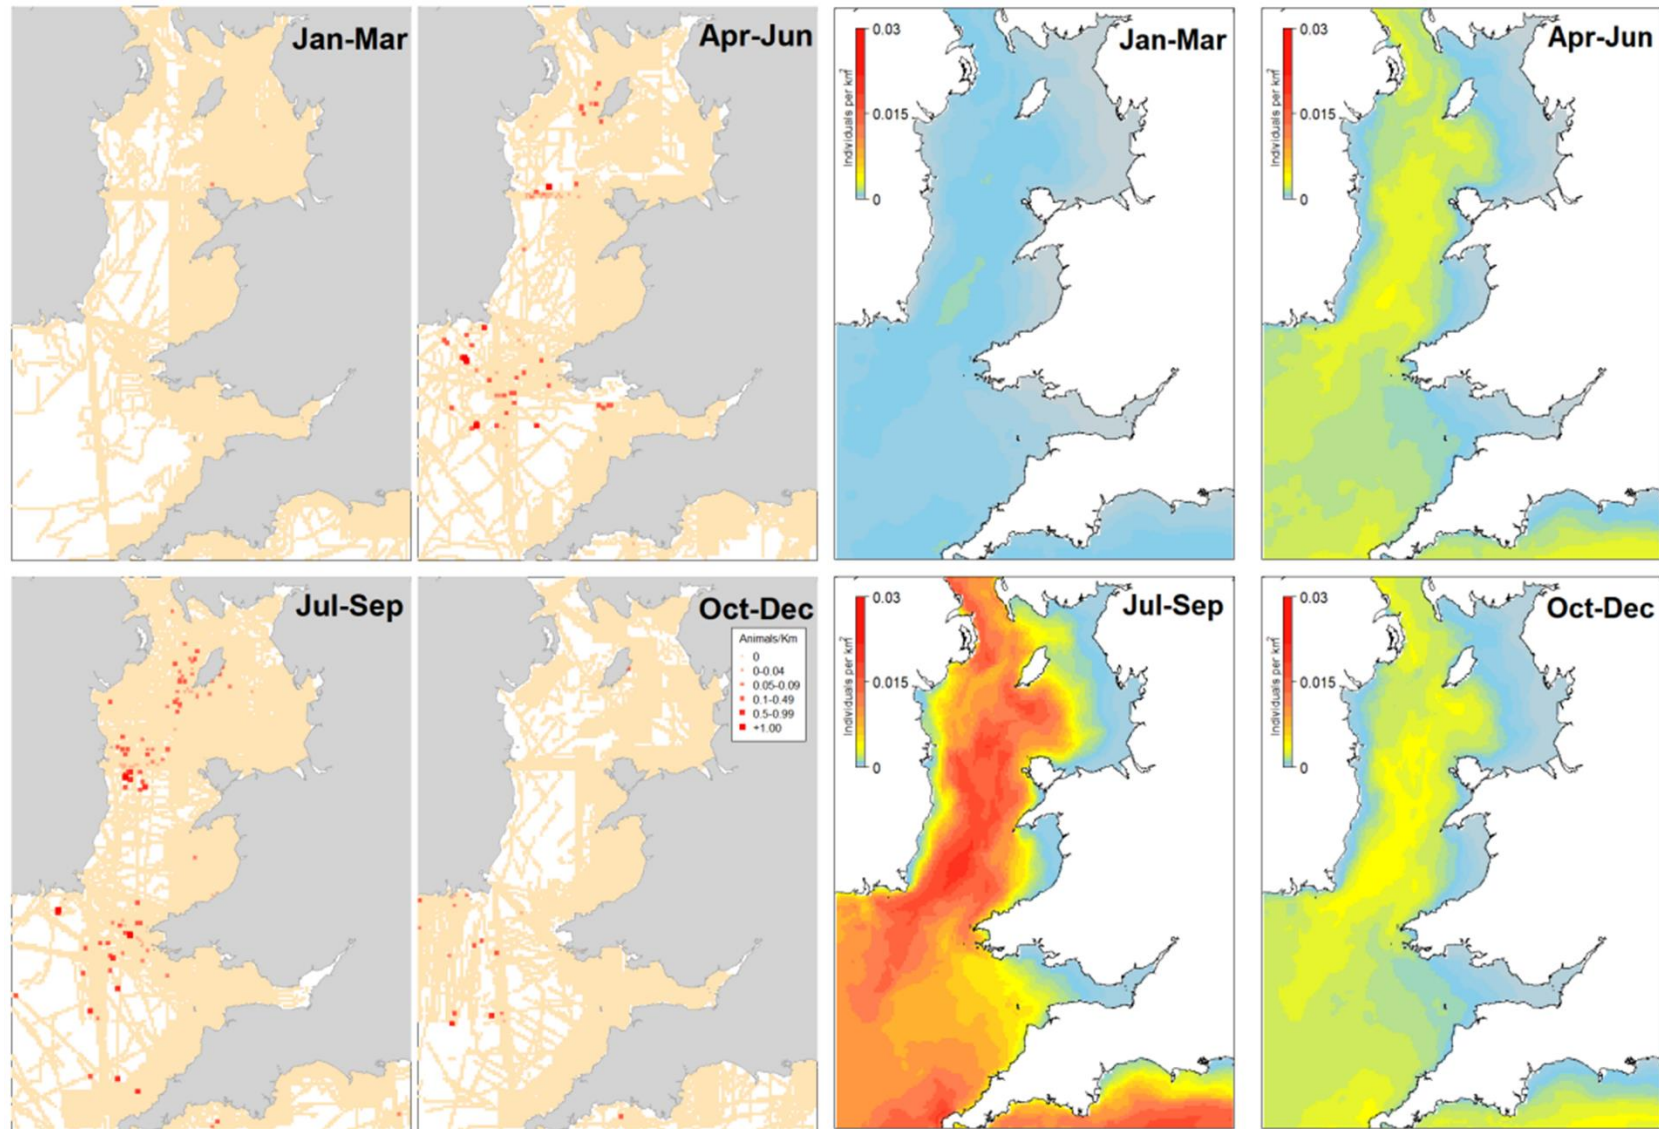 Jan-Mar
Apr-Jun
0.03
Individuals per km2
0.015
0
Jan-Mar
0.03
Individuals per km2
0.015
0
Apr-Jun
Jul-Sep
Oct-Dec
Animals/Km
0
0-0.04
0.05-0.09
0.1-0.49
0.5-0.99
+1.00
0.03
Individuals per km2
0.015
0
Jul-Sep
0.03
Individuals per km2
0.015
0
Oct-Dec